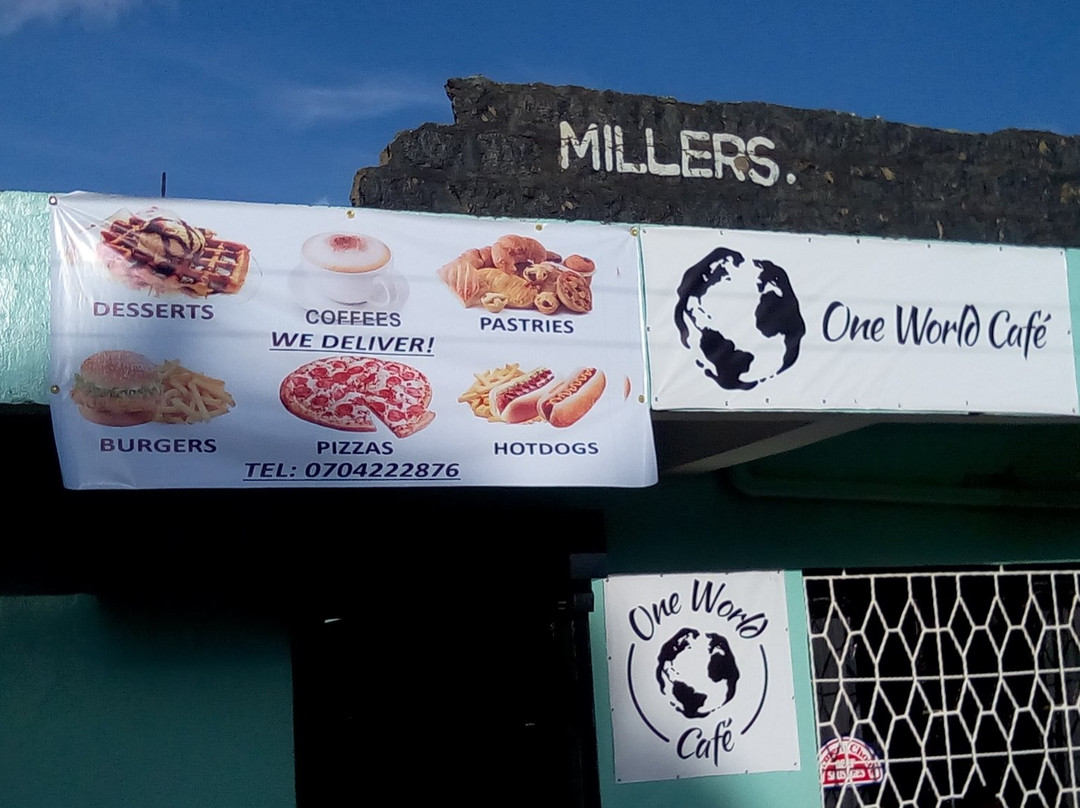 MILLERS.
DESSERTS
COFFEES
PASTRIES
WE DELIVER!
BURGERS
PIZZAS
HOTDOGS
TEL: 0704222876
One World Café
One World
Café